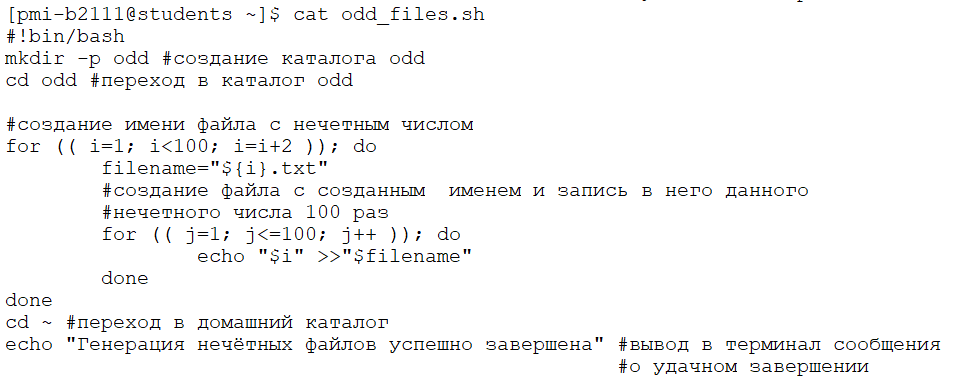 [pmi-b2111@students ~]$ cat odd_files.sh
#!bin/bash
mkdir -p odd #создание каталога odd
cd odd #переход в каталог odd

#создание имени файла с нечетным числом
for (( i=1; i<100; i=i+2 )); do
        filename="${i}.txt"
        #создание файла с созданным  именем и запись в него данного
        #нечетного числа 100 раз
        for (( j=1; j<=100; j++ )); do
                echo "$i" >>"$filename"
        done
done
cd ~ #переход в домашний каталог
echo "Генерация нечётных файлов успешно завершена" #вывод в терминал сообщения
                                                   #о удачном завершении